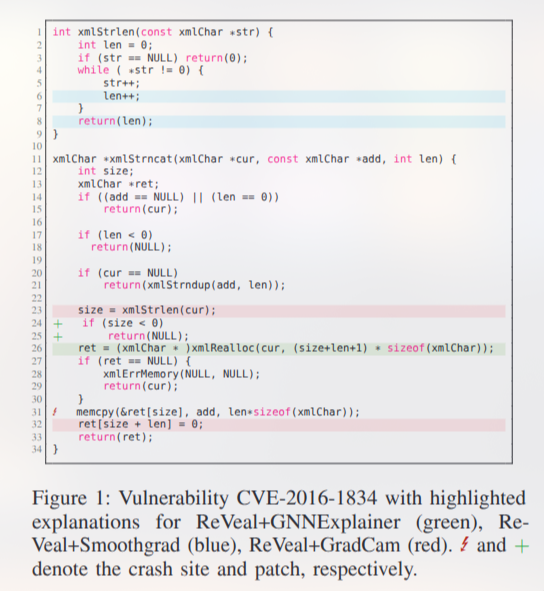 1 int xmlStrlen(const xmlChar *str) {
2 int len = 0;
3 if (str == NULL) return(0);
4 while ( *str != 0) {
5 str++;
6 len++;
7 }
8 return(len);
9 }
10
11 xmlChar *xmlStrncat(xmlChar *cur, const xmlChar *add, int len) {
12 int size;
13 xmlChar *ret;
14 if ((add == NULL) || (len == 0))
15 return(cur);
16
17 if (len < 0)
18 return(NULL);
19
20 if (cur == NULL)
21 return(xmlStrndup(add, len));
22
23 size = xmlStrlen(cur);
24 + if (size < 0)
25 + return(NULL);
26 ret = (xmlChar * )xmlRealloc(cur, (size+len+1) * sizeof(xmlChar));
27 if (ret == NULL) {
28 xmlErrMemory(NULL, NULL);
29 return(cur);
30 }
31 memcpy(&ret[size], add, len*sizeof(xmlChar));
32 ret[size + len] = 0;
33 return(ret);
34 }
Figure 1: Vulnerability CVE-2016-1834 with highlighted
explanations for ReVeal+GNNExplainer (green), Re-
Veal+Smoothgrad (blue), ReVeal+GradCam (red). ⚡ and +
denote the crash site and patch, respectively.